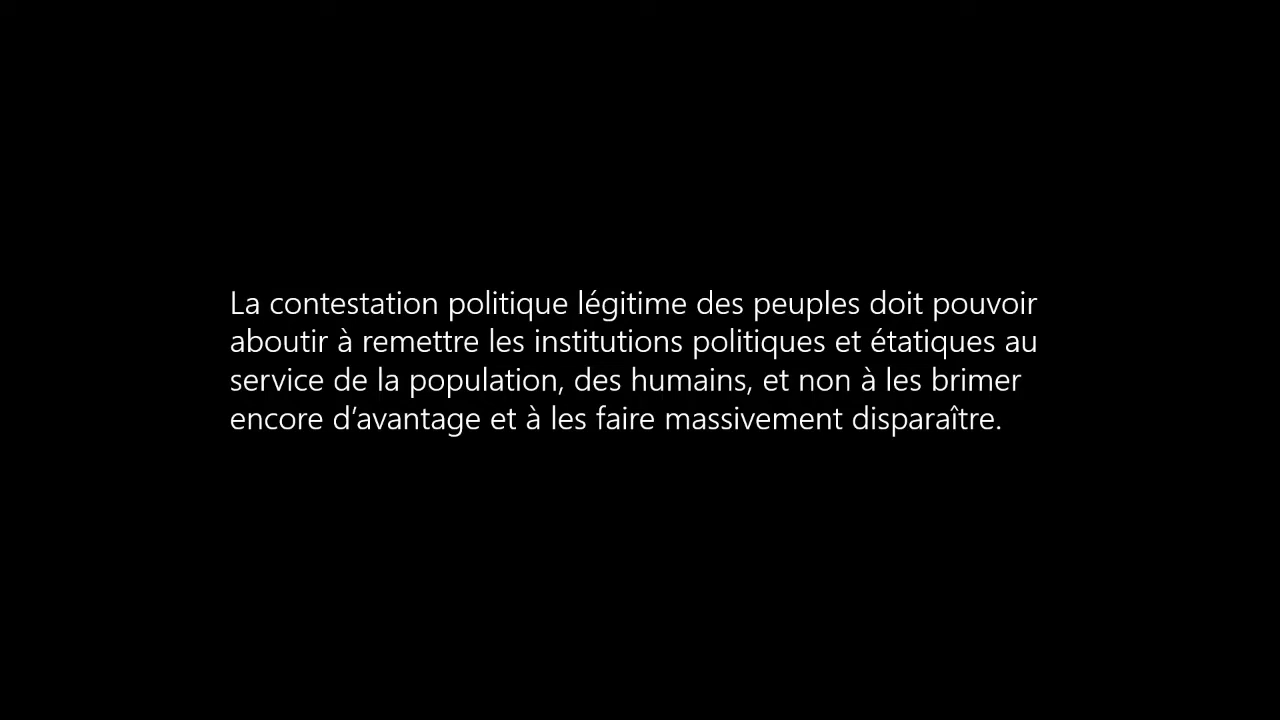 La contestation politique légitime des peuples doit pouvoir
aboutir à remettre les institutions politiques et étatiques au
service de la population, des humains, et non à les brimer
encore d’avantage et à les faire massivement disparaître.